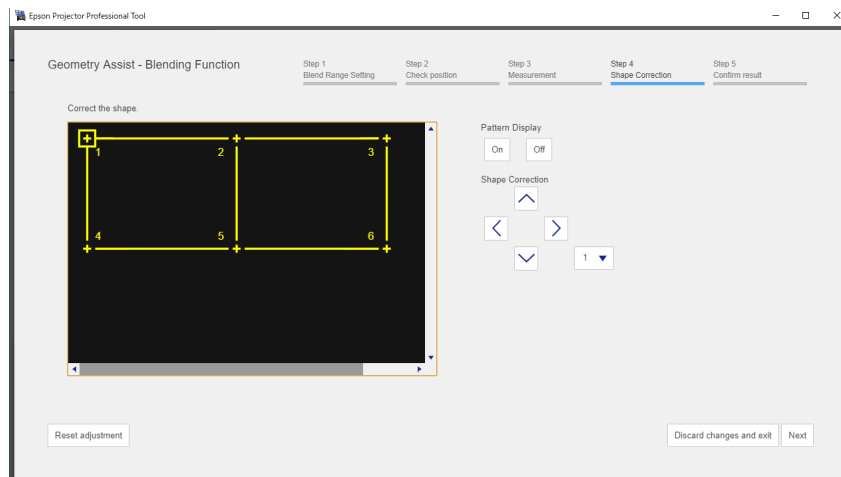 Epson Projector Professional Tool
Geometry Assist - Blending Function
Step 1
Blend Range Setting
Step 2
Check position
Step 3
Measurement
Step 4
Shape Correction
Step 5
Confirm result
Correct the shape.
1
2
3
4
5
6
Pattern Display
On
Off
Shape Correction
1
Reset adjustment
Discard changes and exit
Next